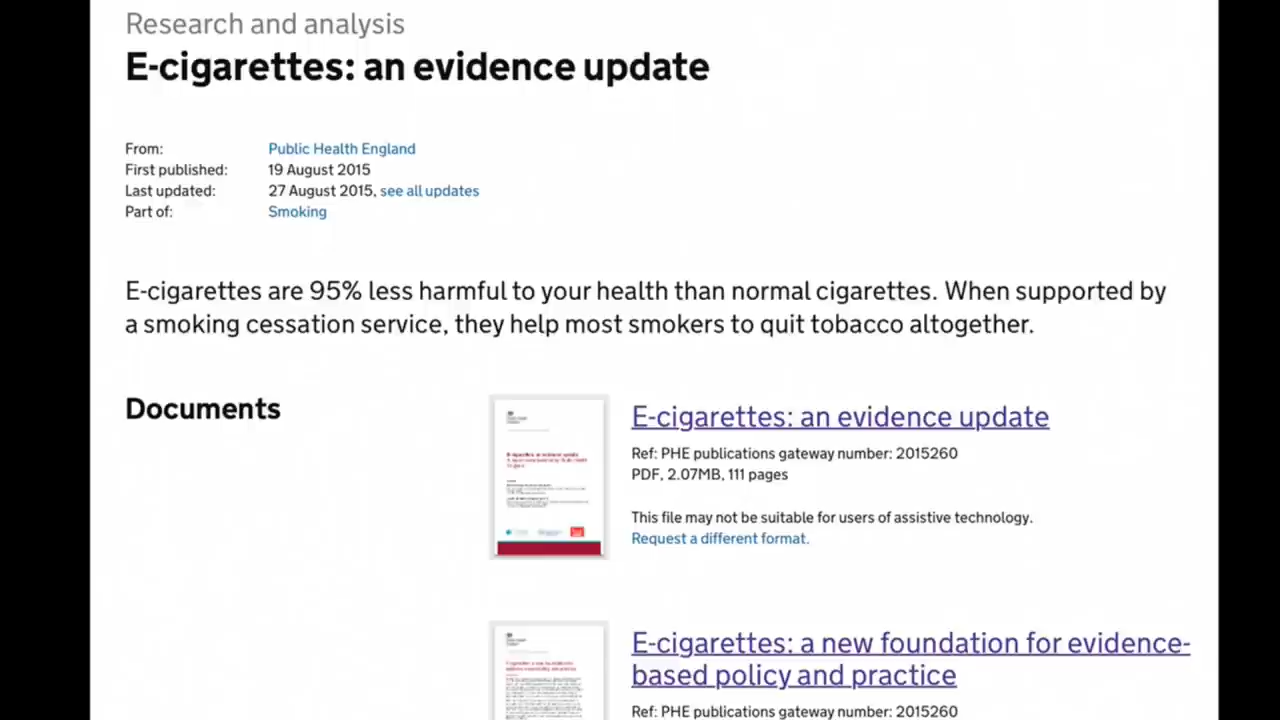 Research and analysis
E-cigarettes: an evidence update
From: Public Health England
First published: 19 August 2015
Last updated: 27 August 2015, see all updates
Part of: Smoking
E-cigarettes are 95% less harmful to your health than normal cigarettes. When supported by
a smoking cessation service, they help most smokers to quit tobacco altogether.
Documents
E-cigarettes: an evidence update
Ref: PHE publications gateway number: 2015260
PDF, 2.07MB, 111 pages
This file may not be suitable for users of assistive technology.
Request a different format.
E-cigarettes: a new foundation for evidence-
based policy and practice
Ref: PHE publications gateway number: 2015260